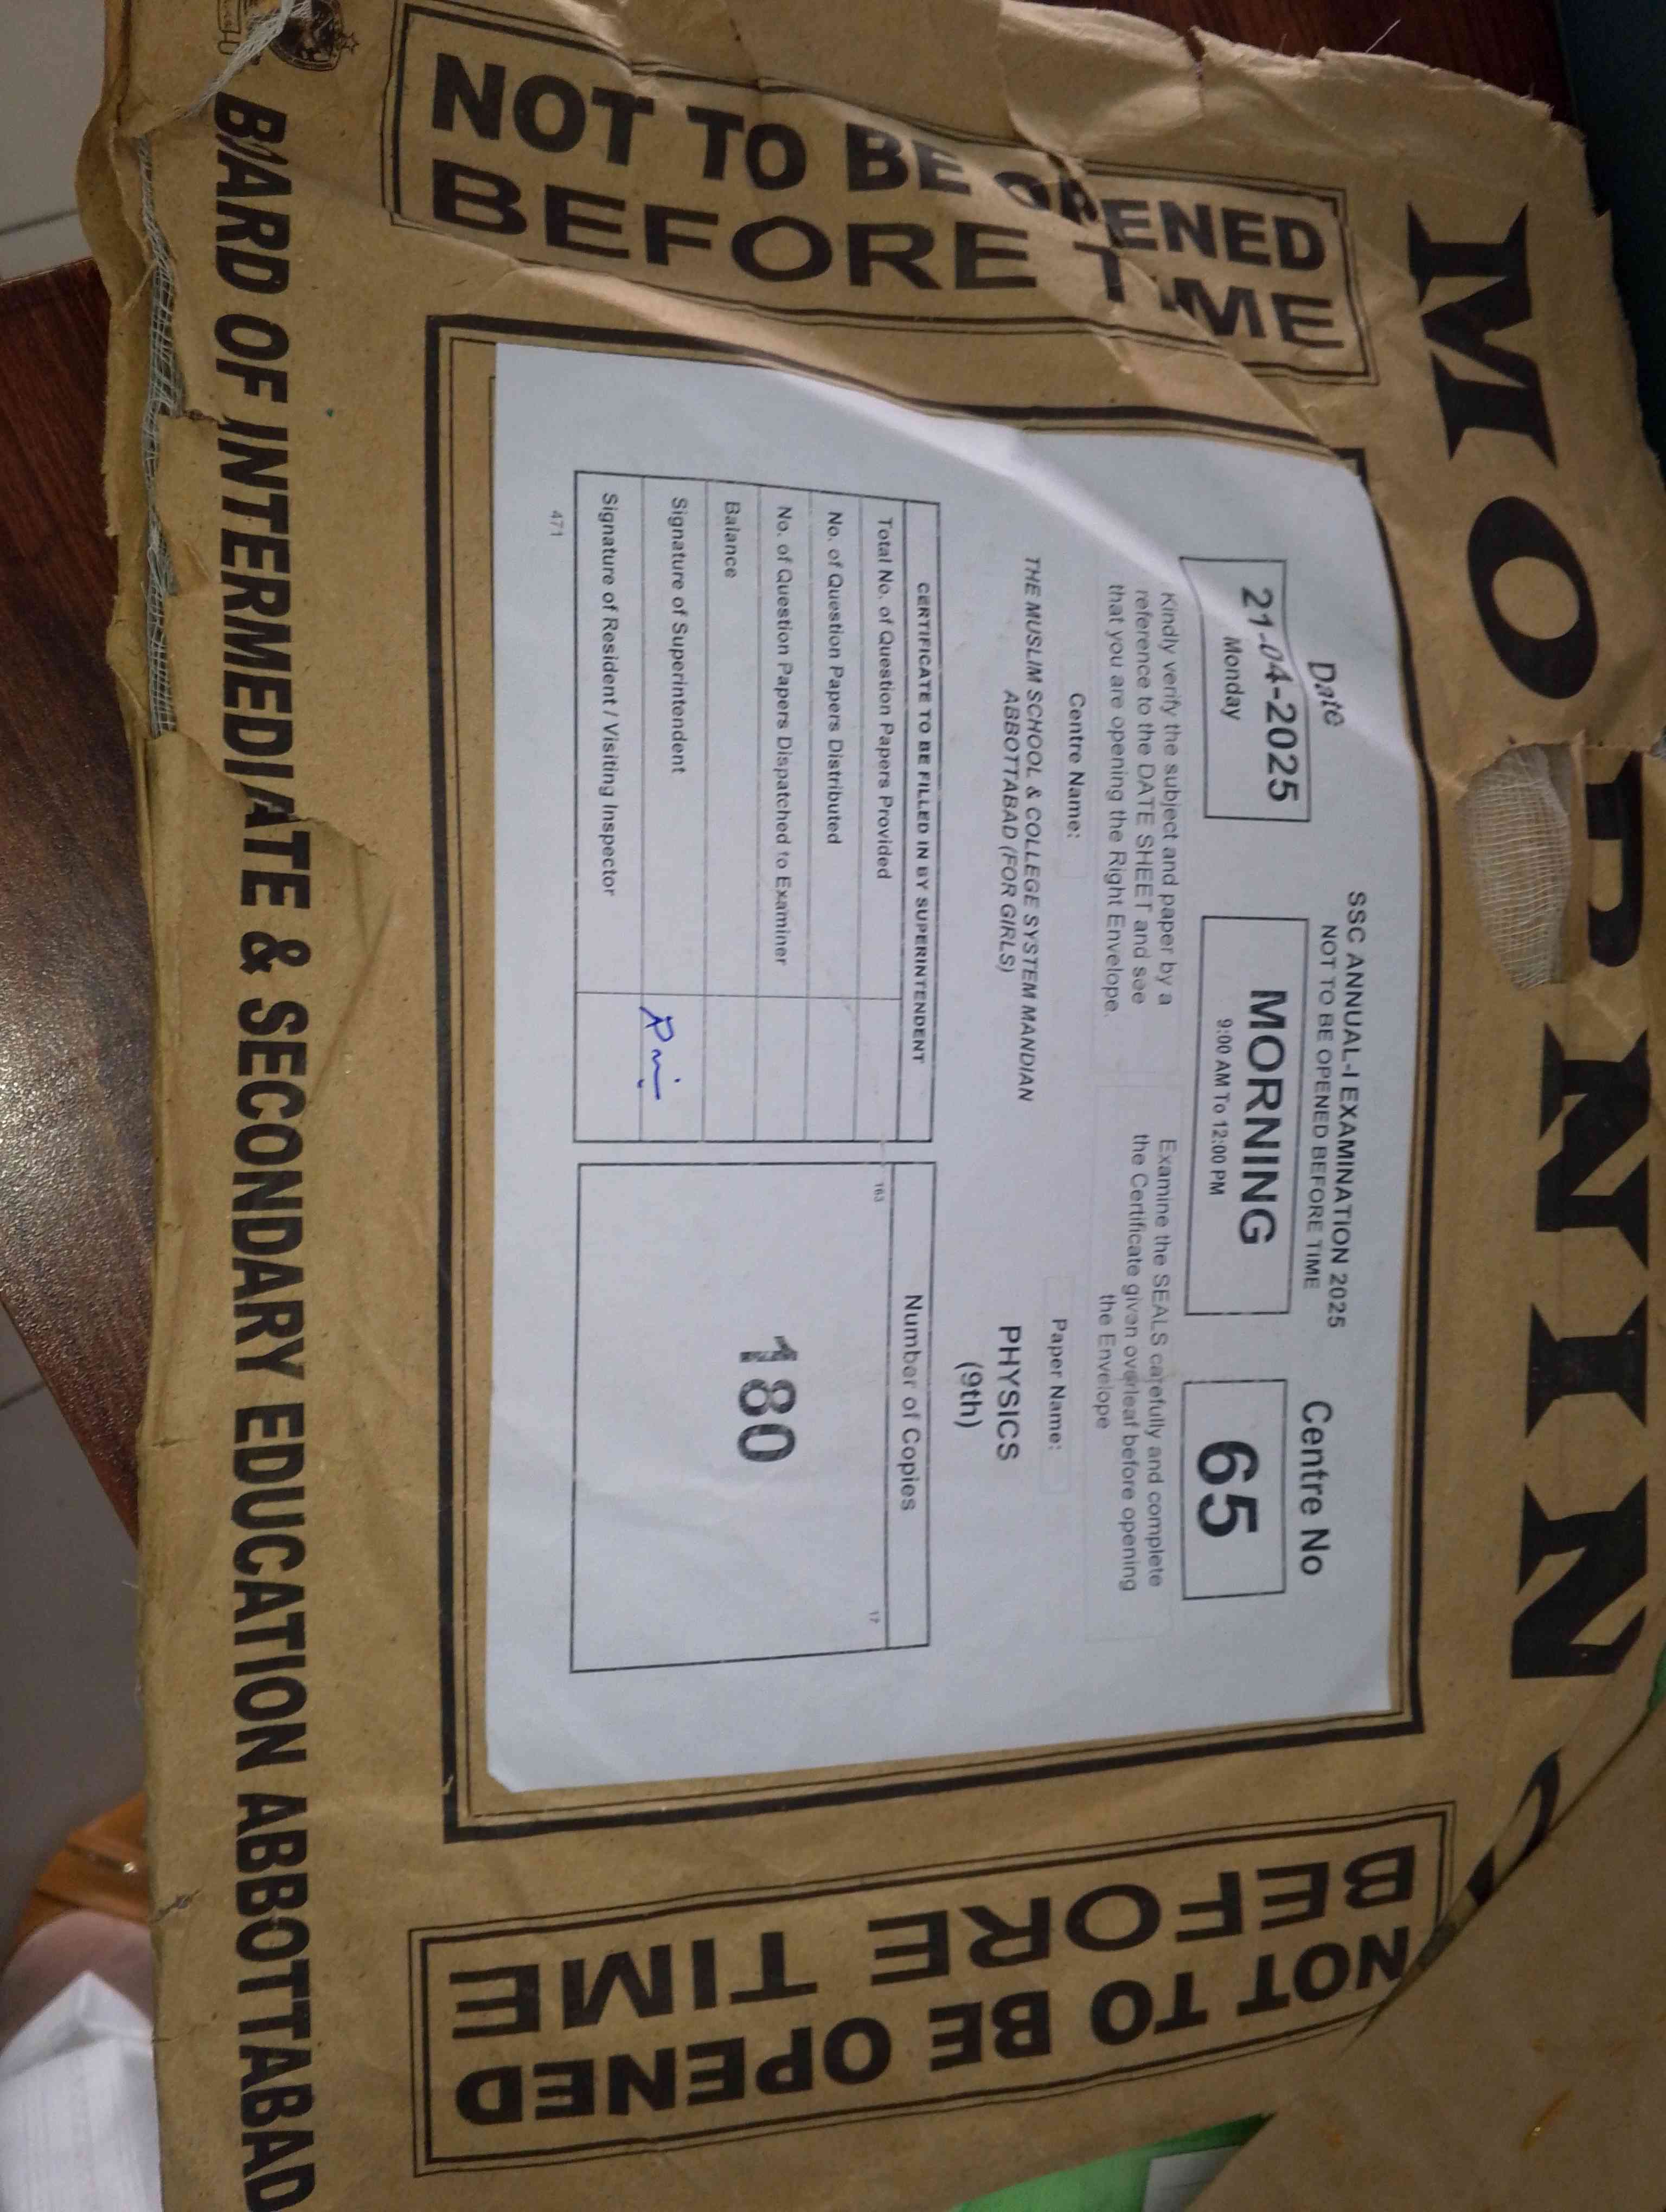 MORNING
NOT TO BE OPENED
BEFORE TIME
SSC ANNUAL-I EXAMINATION 2025
NOT TO BE OPENED BEFORE TIME
Date
21-04-2025
Monday
MORNING
9:00 AM To 12:00 PM
Centre No
65
Kindly verify the subject and paper by a
reference to the DATE SHEET and see
that you are opening the Right Envelope.
Examine the SEALS carefully and complete
the Certificate given overleaf before opening
the Envelope
Centre Name:
THE MUSLIM SCHOOL & COLLEGE SYSTEM MANDIAN
ABBOTTABAD (FOR GIRLS)
Paper Name:
PHYSICS
(9th)
CERTIFICATE TO BE FILLED IN BY SUPERINTENDENT
Total No. of Question Papers Provided
No. of Question Papers Distributed
No. of Question Papers Dispatched to Examiner
Balance
Signature of Superintendent
Signature of Resident / Visiting Inspector
471
Number of Copies
163
17
180
NOT TO BE OPENED
BEFORE TIME
BOARD OF INTERMEDIATE & SECONDARY EDUCATION ABBOTTABAD